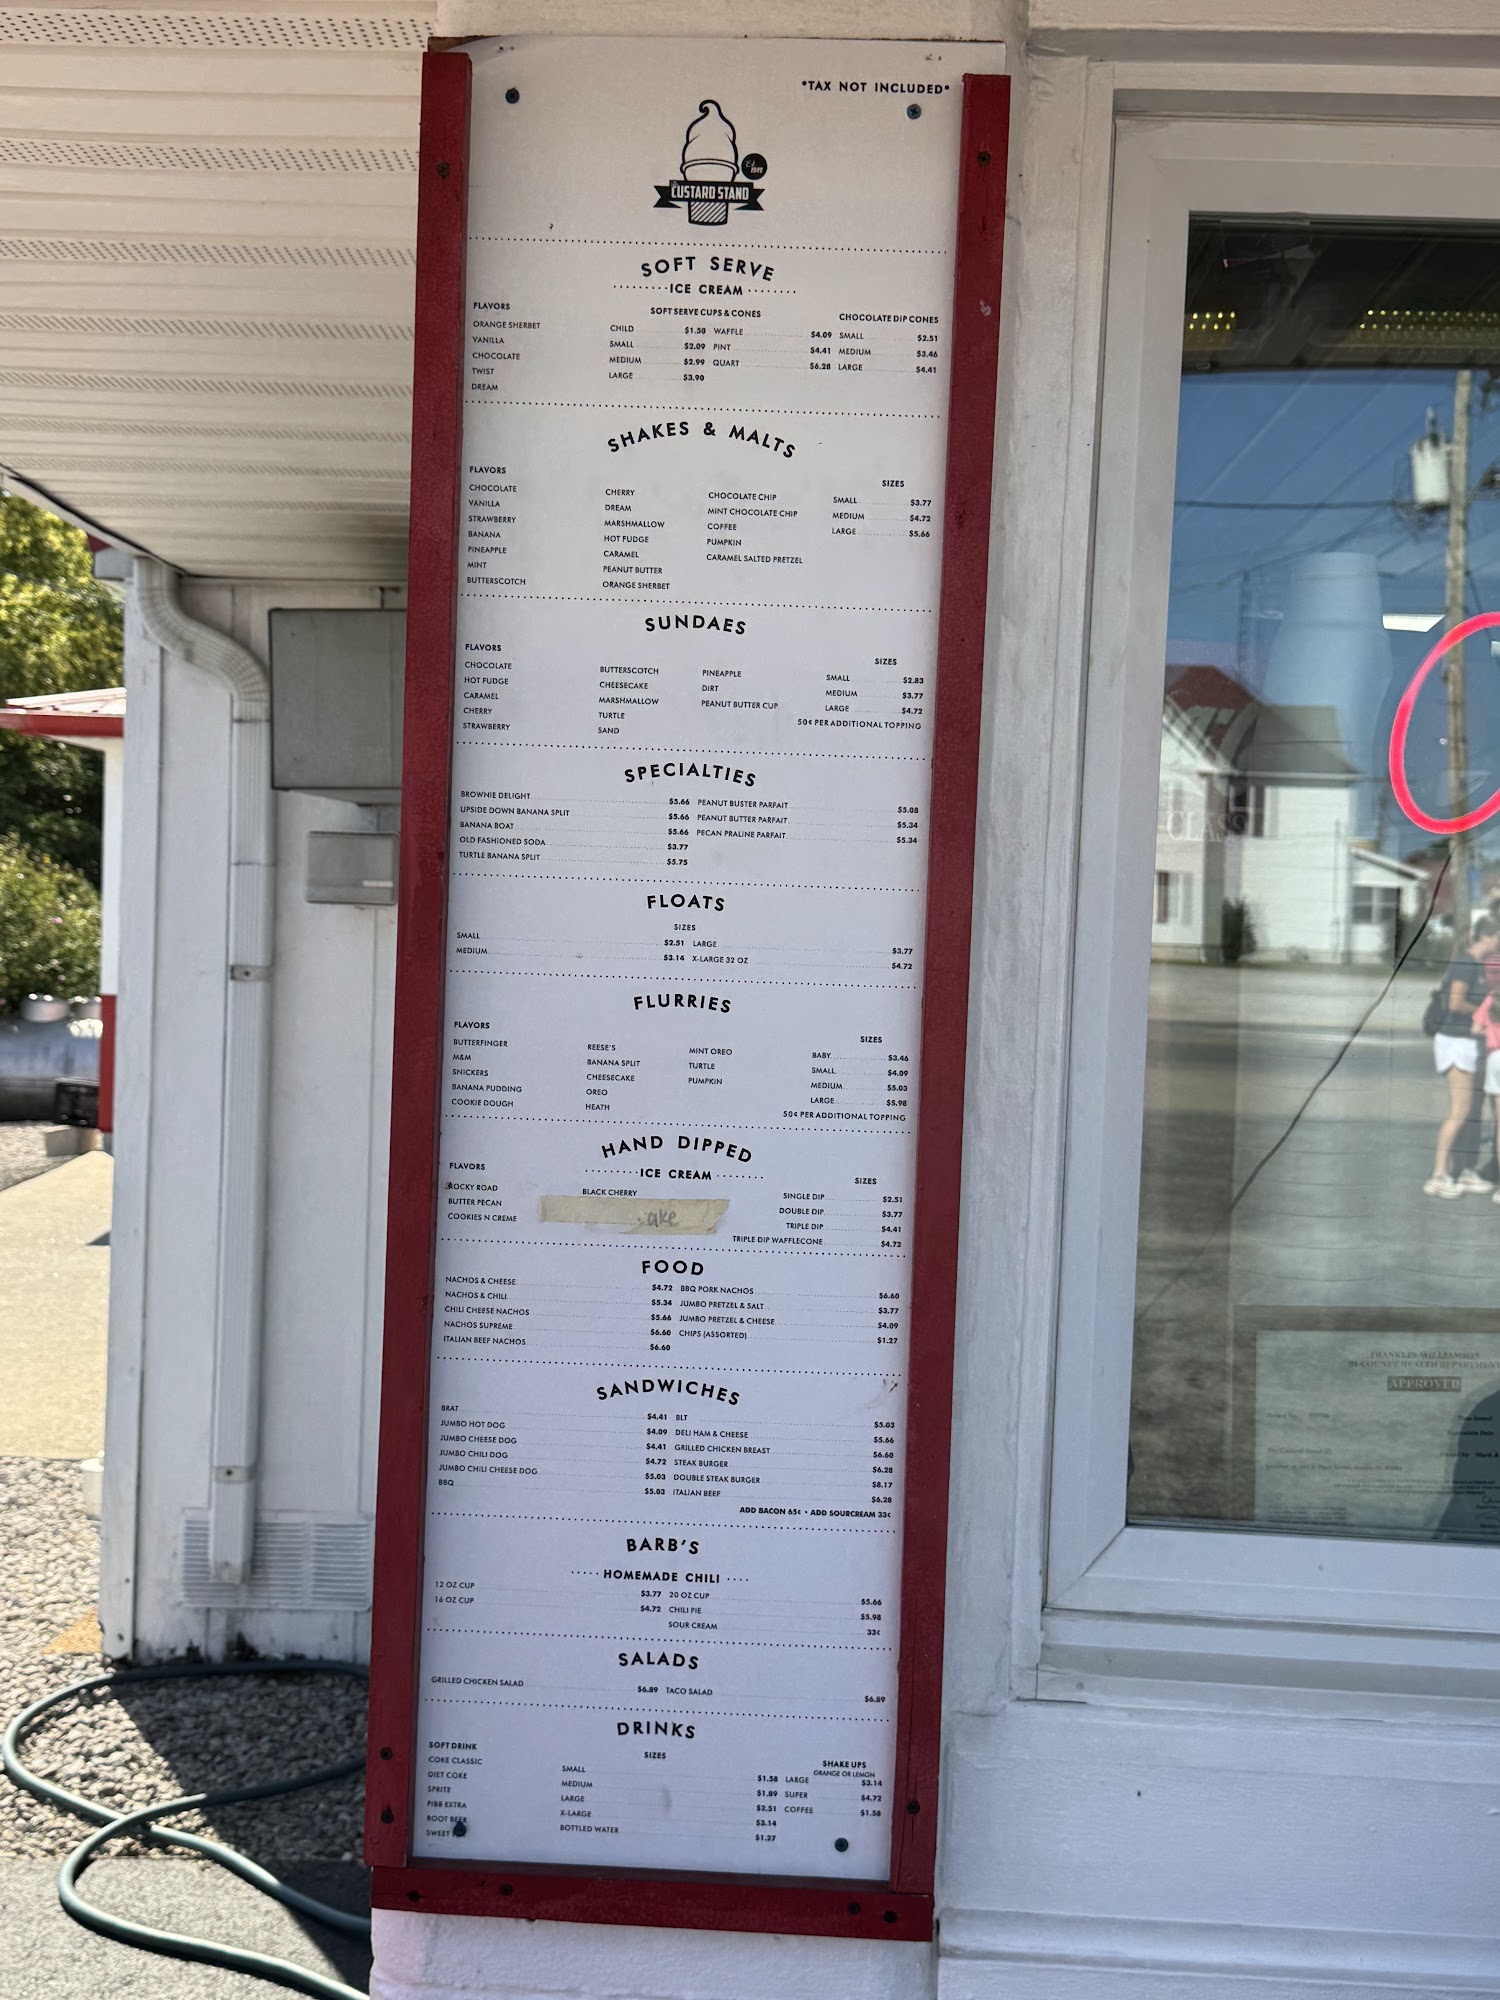 *TAX NOT INCLUDED*
Est. 1949
CUSTARD STAND
SOFT SERVE
ICE CREAM
FLAVORS
ORANGE SHERBET
VANILLA
CHOCOLATE
TWIST
DREAM
SOFT SERVE CUPS & CONES
CHILD $1.58 WAFFLE $4.09
SMALL $2.09 PINT $4.41
MEDIUM $2.99 QUART $6.28
LARGE $3.90
CHOCOLATE DIP CONES
SMALL $2.51
MEDIUM $3.46
LARGE $4.41
SHAKES & MALTS
FLAVORS
CHOCOLATE
VANILLA
STRAWBERRY
BANANA
PINEAPPLE
MINT
BUTTERSCOTCH
CHERRY
DREAM
MARSHMALLOW
HOT FUDGE
CARAMEL
PEANUT BUTTER
ORANGE SHERBET
CHOCOLATE CHIP
MINT CHOCOLATE CHIP
COFFEE
PUMPKIN
CARAMEL SALTED PRETZEL
SIZES
SMALL $3.77
MEDIUM $4.72
LARGE $5.66
SUNDAES
FLAVORS
CHOCOLATE
HOT FUDGE
CARAMEL
CHERRY
STRAWBERRY
BUTTERSCOTCH
CHEESECAKE
MARSHMALLOW
TURTLE
SAND
PINEAPPLE
DIRT
PEANUT BUTTER CUP
SIZES
SMALL $2.83
MEDIUM $3.77
LARGE $4.72
50¢ PER ADDITIONAL TOPPING
SPECIALTIES
BROWNIE DELIGHT $5.66 PEANUT BUSTER PARFAIT $5.08
UPSIDE DOWN BANANA SPLIT $5.66 PEANUT BUTTER PARFAIT $5.34
BANANA BOAT $5.66 PECAN PRALINE PARFAIT $5.34
OLD FASHIONED SODA $3.77
TURTLE BANANA SPLIT $5.75
FLOATS
SIZES
SMALL $2.51 LARGE $3.77
MEDIUM $3.14 X-LARGE 32 OZ $4.72
FLURRIES
FLAVORS
BUTTERFINGER
M&M
SNICKERS
BANANA PUDDING
COOKIE DOUGH
REESE'S
BANANA SPLIT
CHEESECAKE
OREO
HEATH
MINT OREO
TURTLE
PUMPKIN
SIZES
BABY $3.46
SMALL $4.09
MEDIUM $5.03
LARGE $5.98
50¢ PER ADDITIONAL TOPPING
HAND DIPPED
ICE CREAM
FLAVORS
ROCKY ROAD
BUTTER PECAN
COOKIES N CREME
BLACK CHERRY
SIZES
SINGLE DIP $2.51
DOUBLE DIP $3.77
TRIPLE DIP $4.41
TRIPLE DIP WAFFLECONE $4.72
FOOD
NACHOS & CHEESE $4.72 BBQ PORK NACHOS $6.60
NACHOS & CHILI $5.34 JUMBO PRETZEL & SALT $3.77
CHILI CHEESE NACHOS $5.66 JUMBO PRETZEL & CHEESE $4.09
NACHOS SUPREME $6.60 CHIPS (ASSORTED) $1.27
ITALIAN BEEF NACHOS $6.60
SANDWICHES
BRAT $4.41 BLT $5.03
JUMBO HOT DOG $4.09 DELI HAM & CHEESE $5.66
JUMBO CHEESE DOG $4.41 GRILLED CHICKEN BREAST $6.60
JUMBO CHILI DOG $4.72 STEAK BURGER $6.28
JUMBO CHILI CHEESE DOG $5.03 DOUBLE STEAK BURGER $8.17
BBQ $5.03 ITALIAN BEEF $6.28
ADD BACON 65¢ • ADD SOURCREAM 33¢
BARB'S
HOMEMADE CHILI
12 OZ CUP $3.77 20 OZ CUP $5.66
16 OZ CUP $4.72 CHILI PIE $5.98
SOUR CREAM 33¢
SALADS
GRILLED CHICKEN SALAD $6.89 TACO SALAD $6.89
DRINKS
SOFT DRINK
COKE CLASSIC
DIET COKE
SPRITE
PIBB EXTRA
ROOT BEER
SWEET
SIZES
SMALL $1.58
MEDIUM $1.89
LARGE $2.51
X-LARGE $3.14
BOTTLED WATER $1.27
SHAKE UPS
ORANGE OR LEMON
LARGE $3.14
SUPER $4.72
COFFEE $1.58
FRANKLIN-WILLIAMSON
BI-COUNTY HEALTH DEPARTMENT
APPROVED